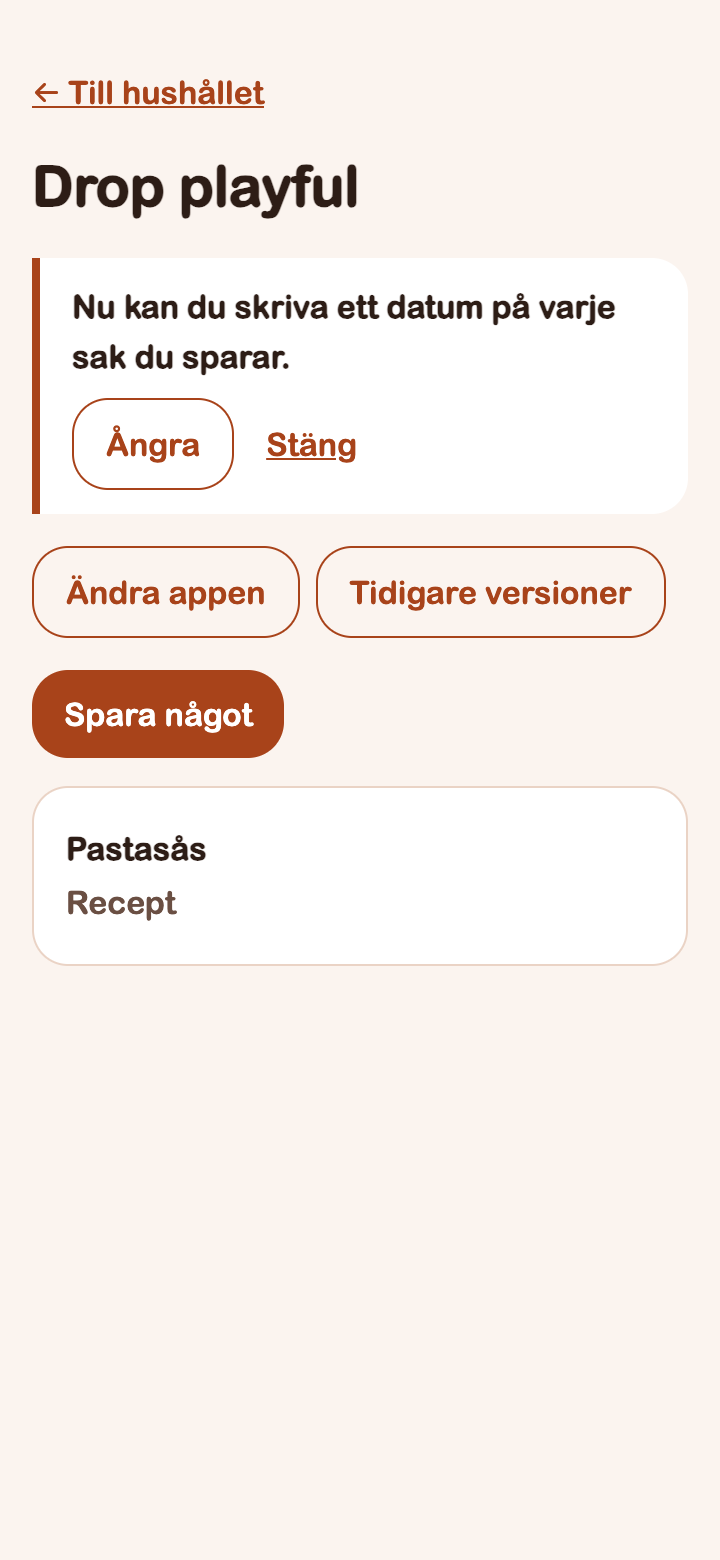 ← Till hushållet
Drop playful
Nu kan du skriva ett datum på varje
sak du sparar.
Ångra Stäng
Ändra appen Tidigare versioner
Spara något
Pastasås
Recept